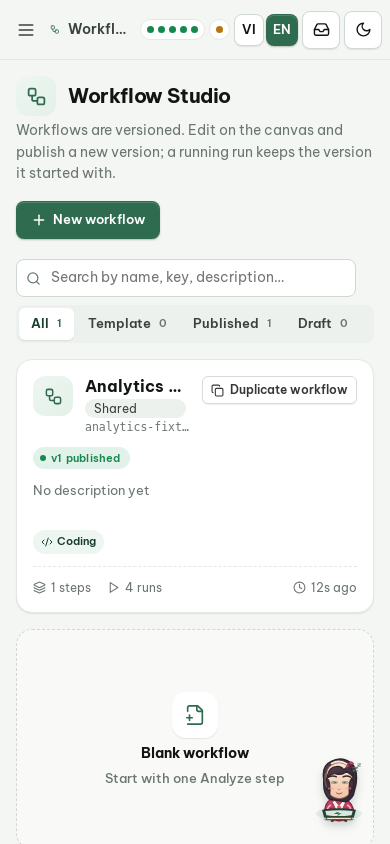 Workfl...
VI
EN
Workflow Studio
Workflows are versioned. Edit on the canvas and
publish a new version; a running run keeps the version
it started with.
New workflow
Search by name, key, description...
All 1
Template 0
Published 1
Draft 0
Analytics ...
Duplicate workflow
Shared
analytics-fixt…
v1 published
No description yet
Coding
1 steps
4 runs
12s ago
Blank workflow
Start with one Analyze step